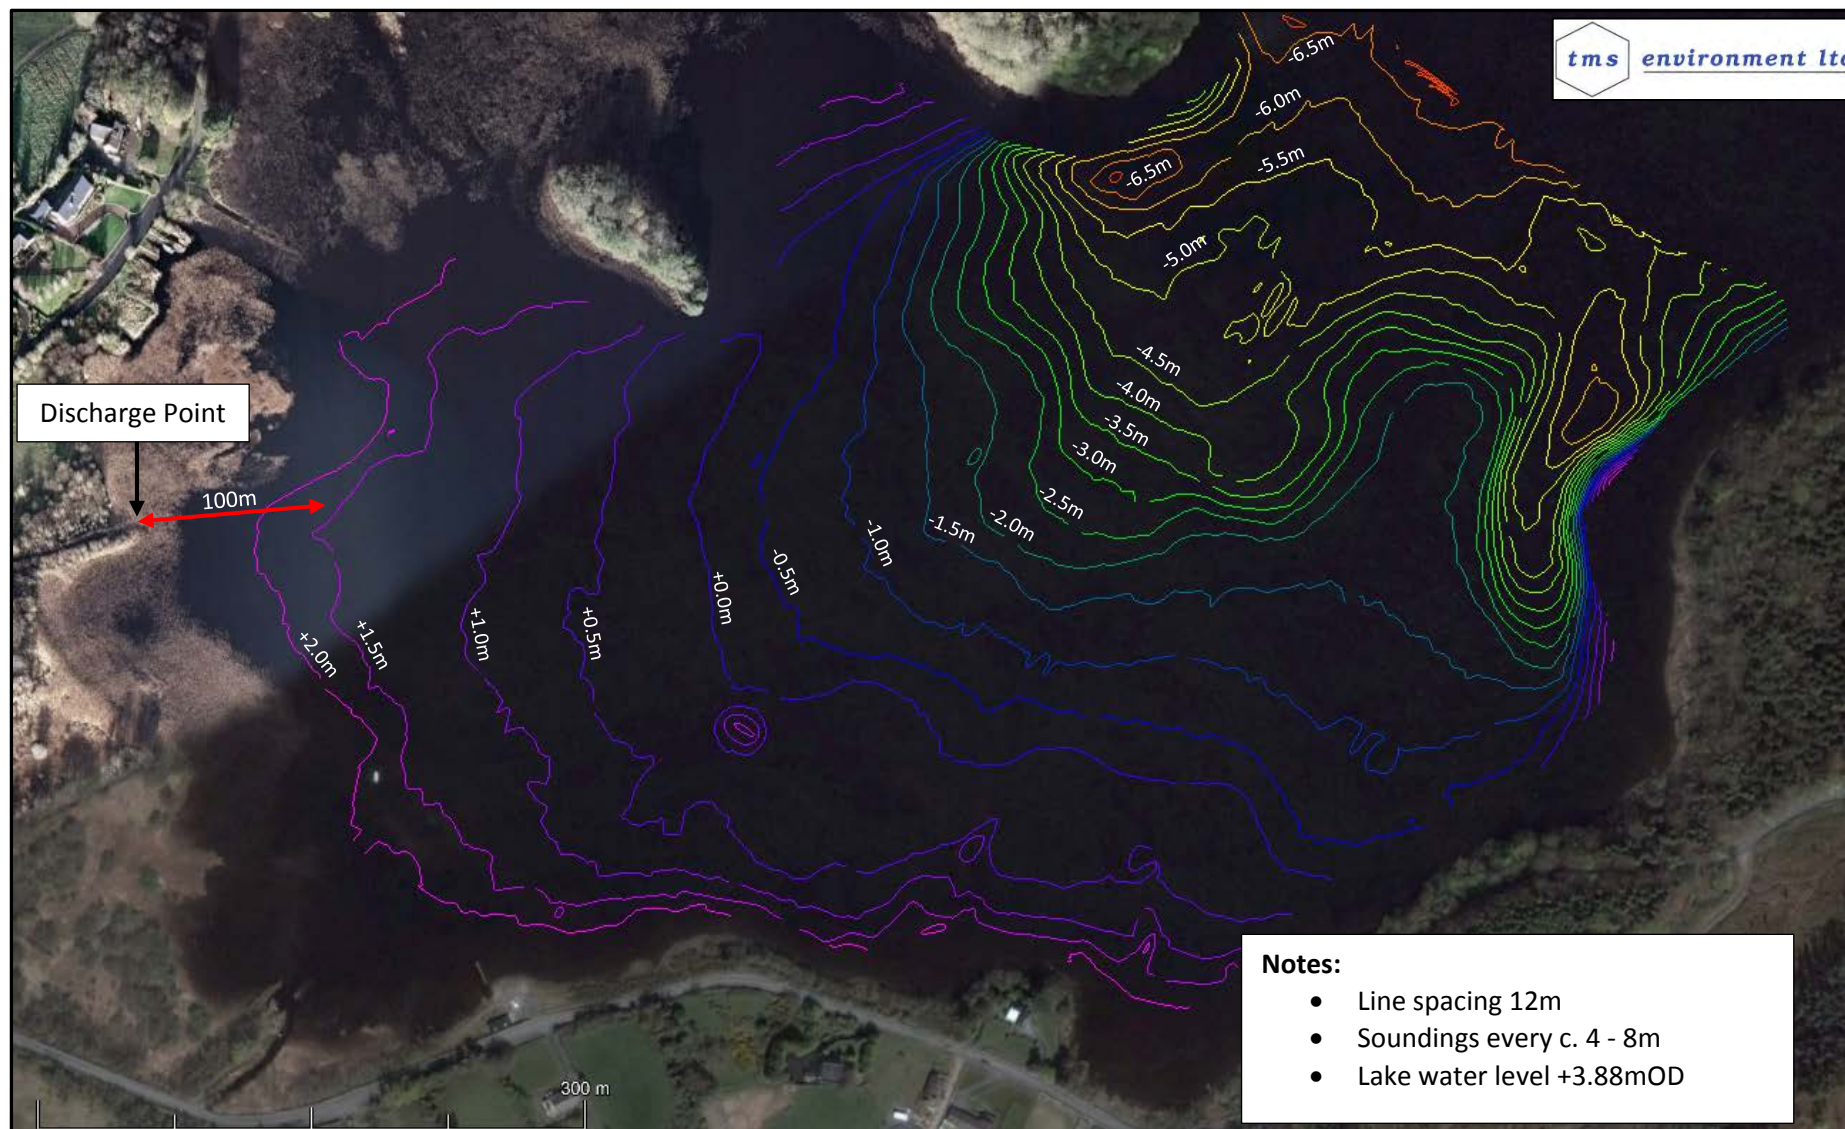 tms environment ltd
-6.5m
-6.0m
-5.5m
-6.5m
-5.0m
-4.5m
-4.0m
-3.5m
-3.0m
-2.5m
-2.0m
-1.5m
-1.0m
-0.5m
+0.0m
+0.5m
+1.0m
+1.5m
+2.0m
Discharge Point
100m
300 m
Notes:
• Line spacing 12m
• Soundings every c. 4 - 8m
• Lake water level +3.88mOD